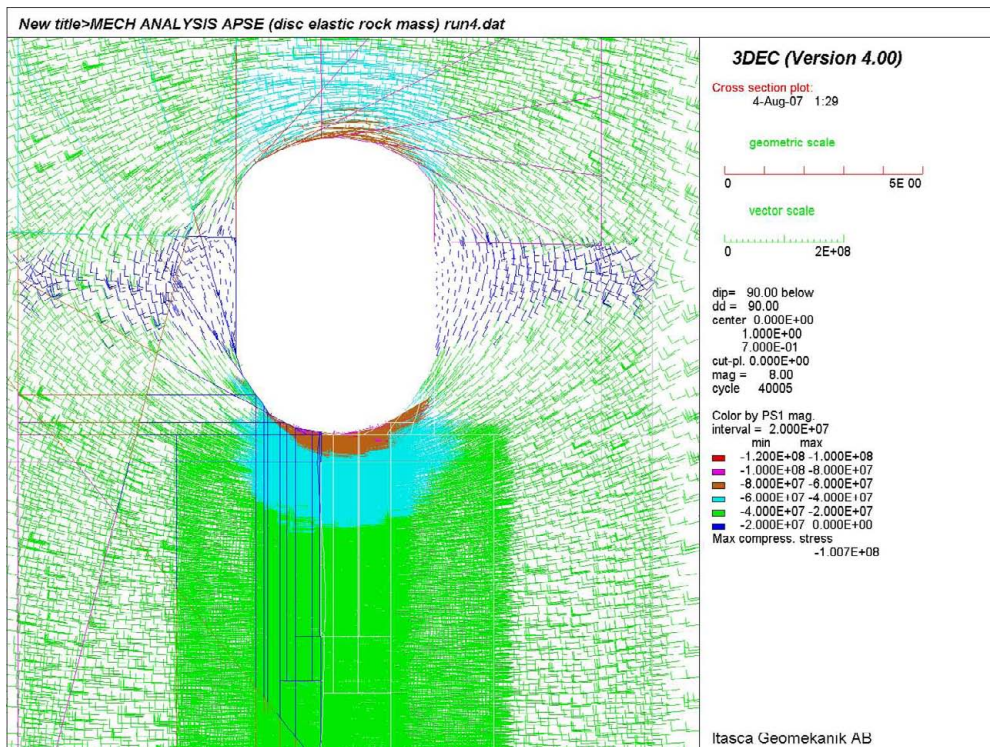 New title>MECH ANALYSIS APSE (disc elastic rock mass) run4.dat
3DEC (Version 4.00)
Cross section plot:
4-Aug-07 1:29
geometric scale
0 5E 00
vector scale
0 2E+08
dip= 90.00 below
dd = 90.00
center 0.000E+00
1.000E+00
7.000E-01
cut-pl. 0.000E+00
mag = 8.00
cycle 40005
Color by PS1 mag.
interval = 2.000E+07
min max
-1.200E+08 -1.000E+08
-1.000E+08 -8.000E+07
-8.000E+07 -6.000E+07
-6.000E+07 -4.000E+07
-4.000E+07 -2.000E+07
-2.000E+07 0.000E+00
Max compress. stress
-1.007E+08
Itasca Geomekanik AB